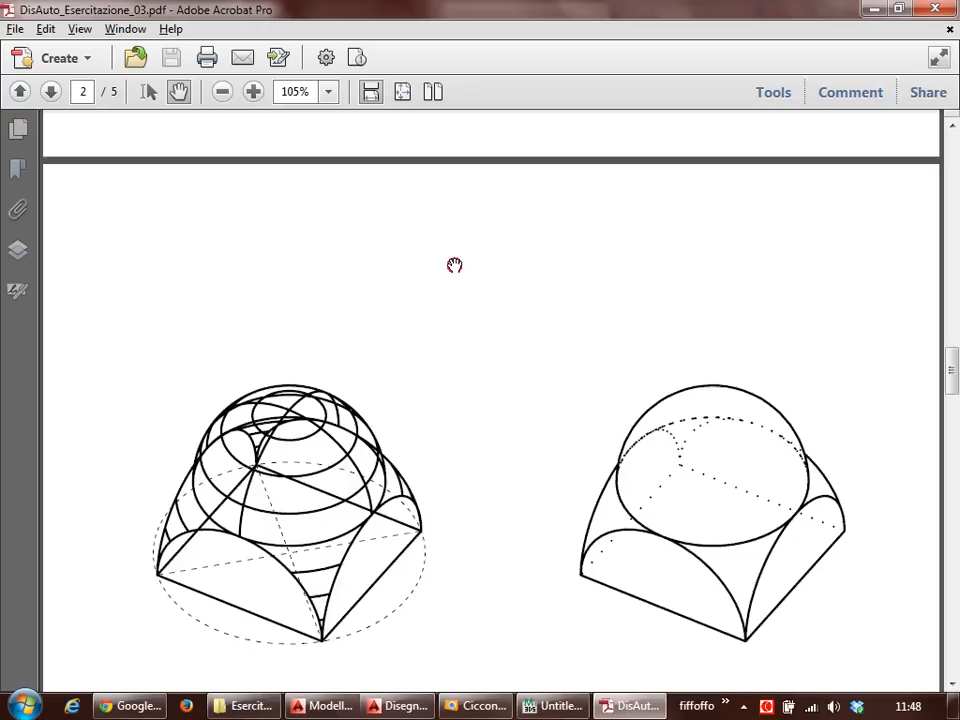 DisAuto_Esercitazione_03.pdf - Adobe Acrobat Pro
File Edit View Window Help
Create
2 / 5 105% Tools Comment Share
Google... Esercit... Modell... Disegn... Ciccon... Untitle... DisAut... fiffoffo » 11:48